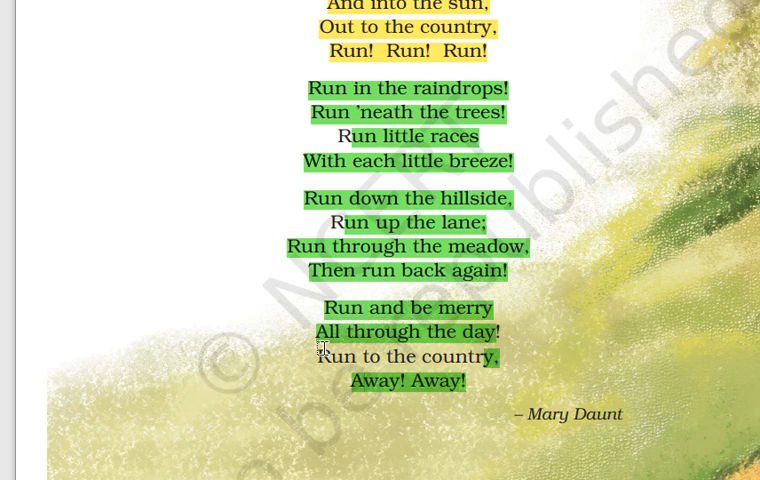 And into the sun,
Out to the country,
Run! Run! Run!
Run in the raindrops!
Run ’neath the trees!
Run little races
With each little breeze!
Run down the hillside,
Run up the lane;
Run through the meadow,
Then run back again!
Run and be merry
All through the day!
Run to the country,
Away! Away!
– Mary Daunt
© NCERT
be republished